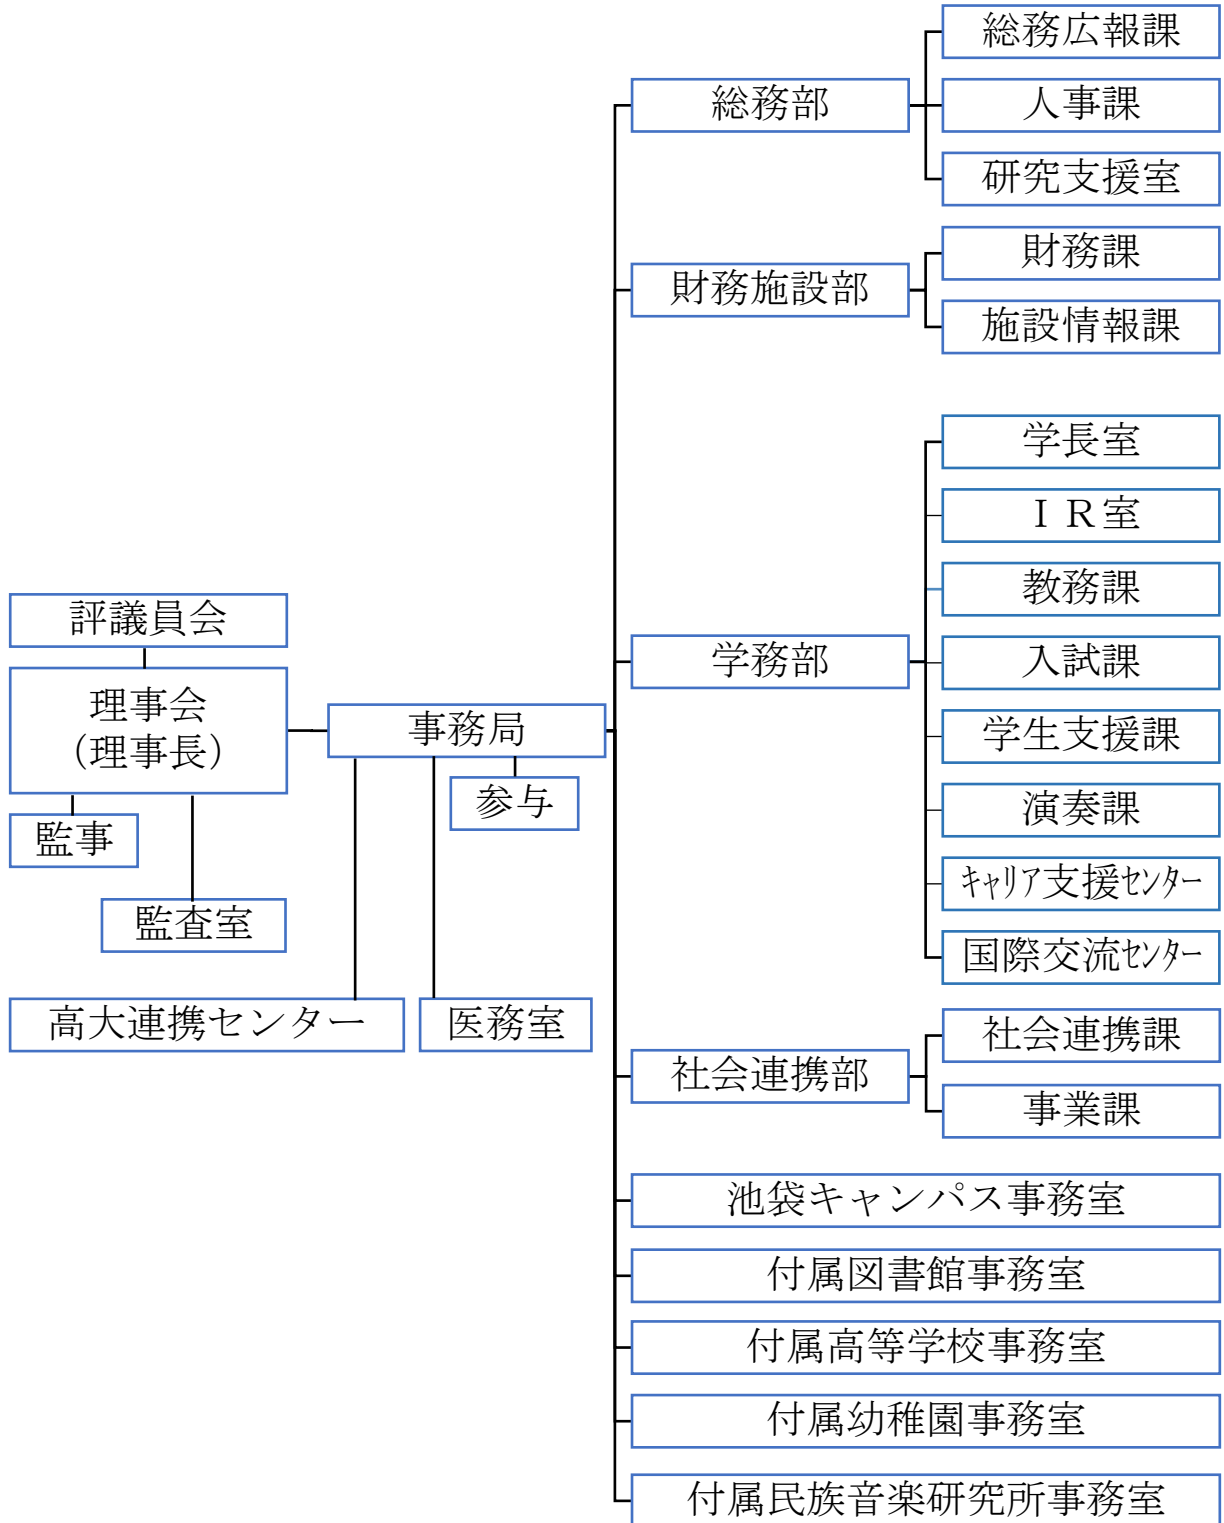 総務広報課
総務部
人事課
研究支援室
財務課
財務施設部
施設情報課
学長室
ＩＲ室
教務課
評議員会
学務部
入試課
理事会
（理事長）
事務局
学生支援課
参与
演奏課
監事
ｷｬﾘｱ支援ｾﾝﾀｰ
監査室
国際交流ｾﾝﾀｰ
高大連携センター
医務室
社会連携課
社会連携部
事業課
池袋キャンパス事務室
付属図書館事務室
付属高等学校事務室
付属幼稚園事務室
付属民族音楽研究所事務室